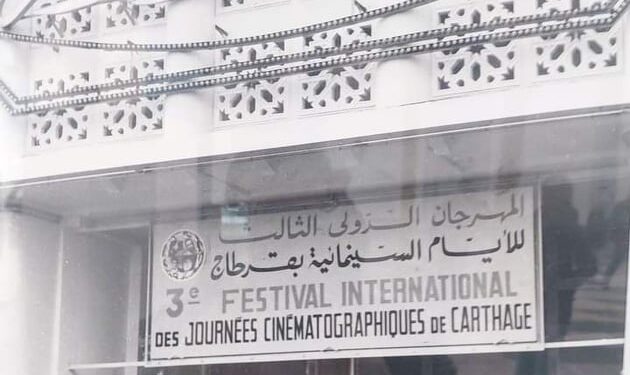 المهرجان الدولي الثالث
للأيام السينمائية بقرطاج
3e FESTIVAL INTERNATIONAL
DES JOURNÉES CINÉMATOGRAPHIQUES DE CARTHAGE